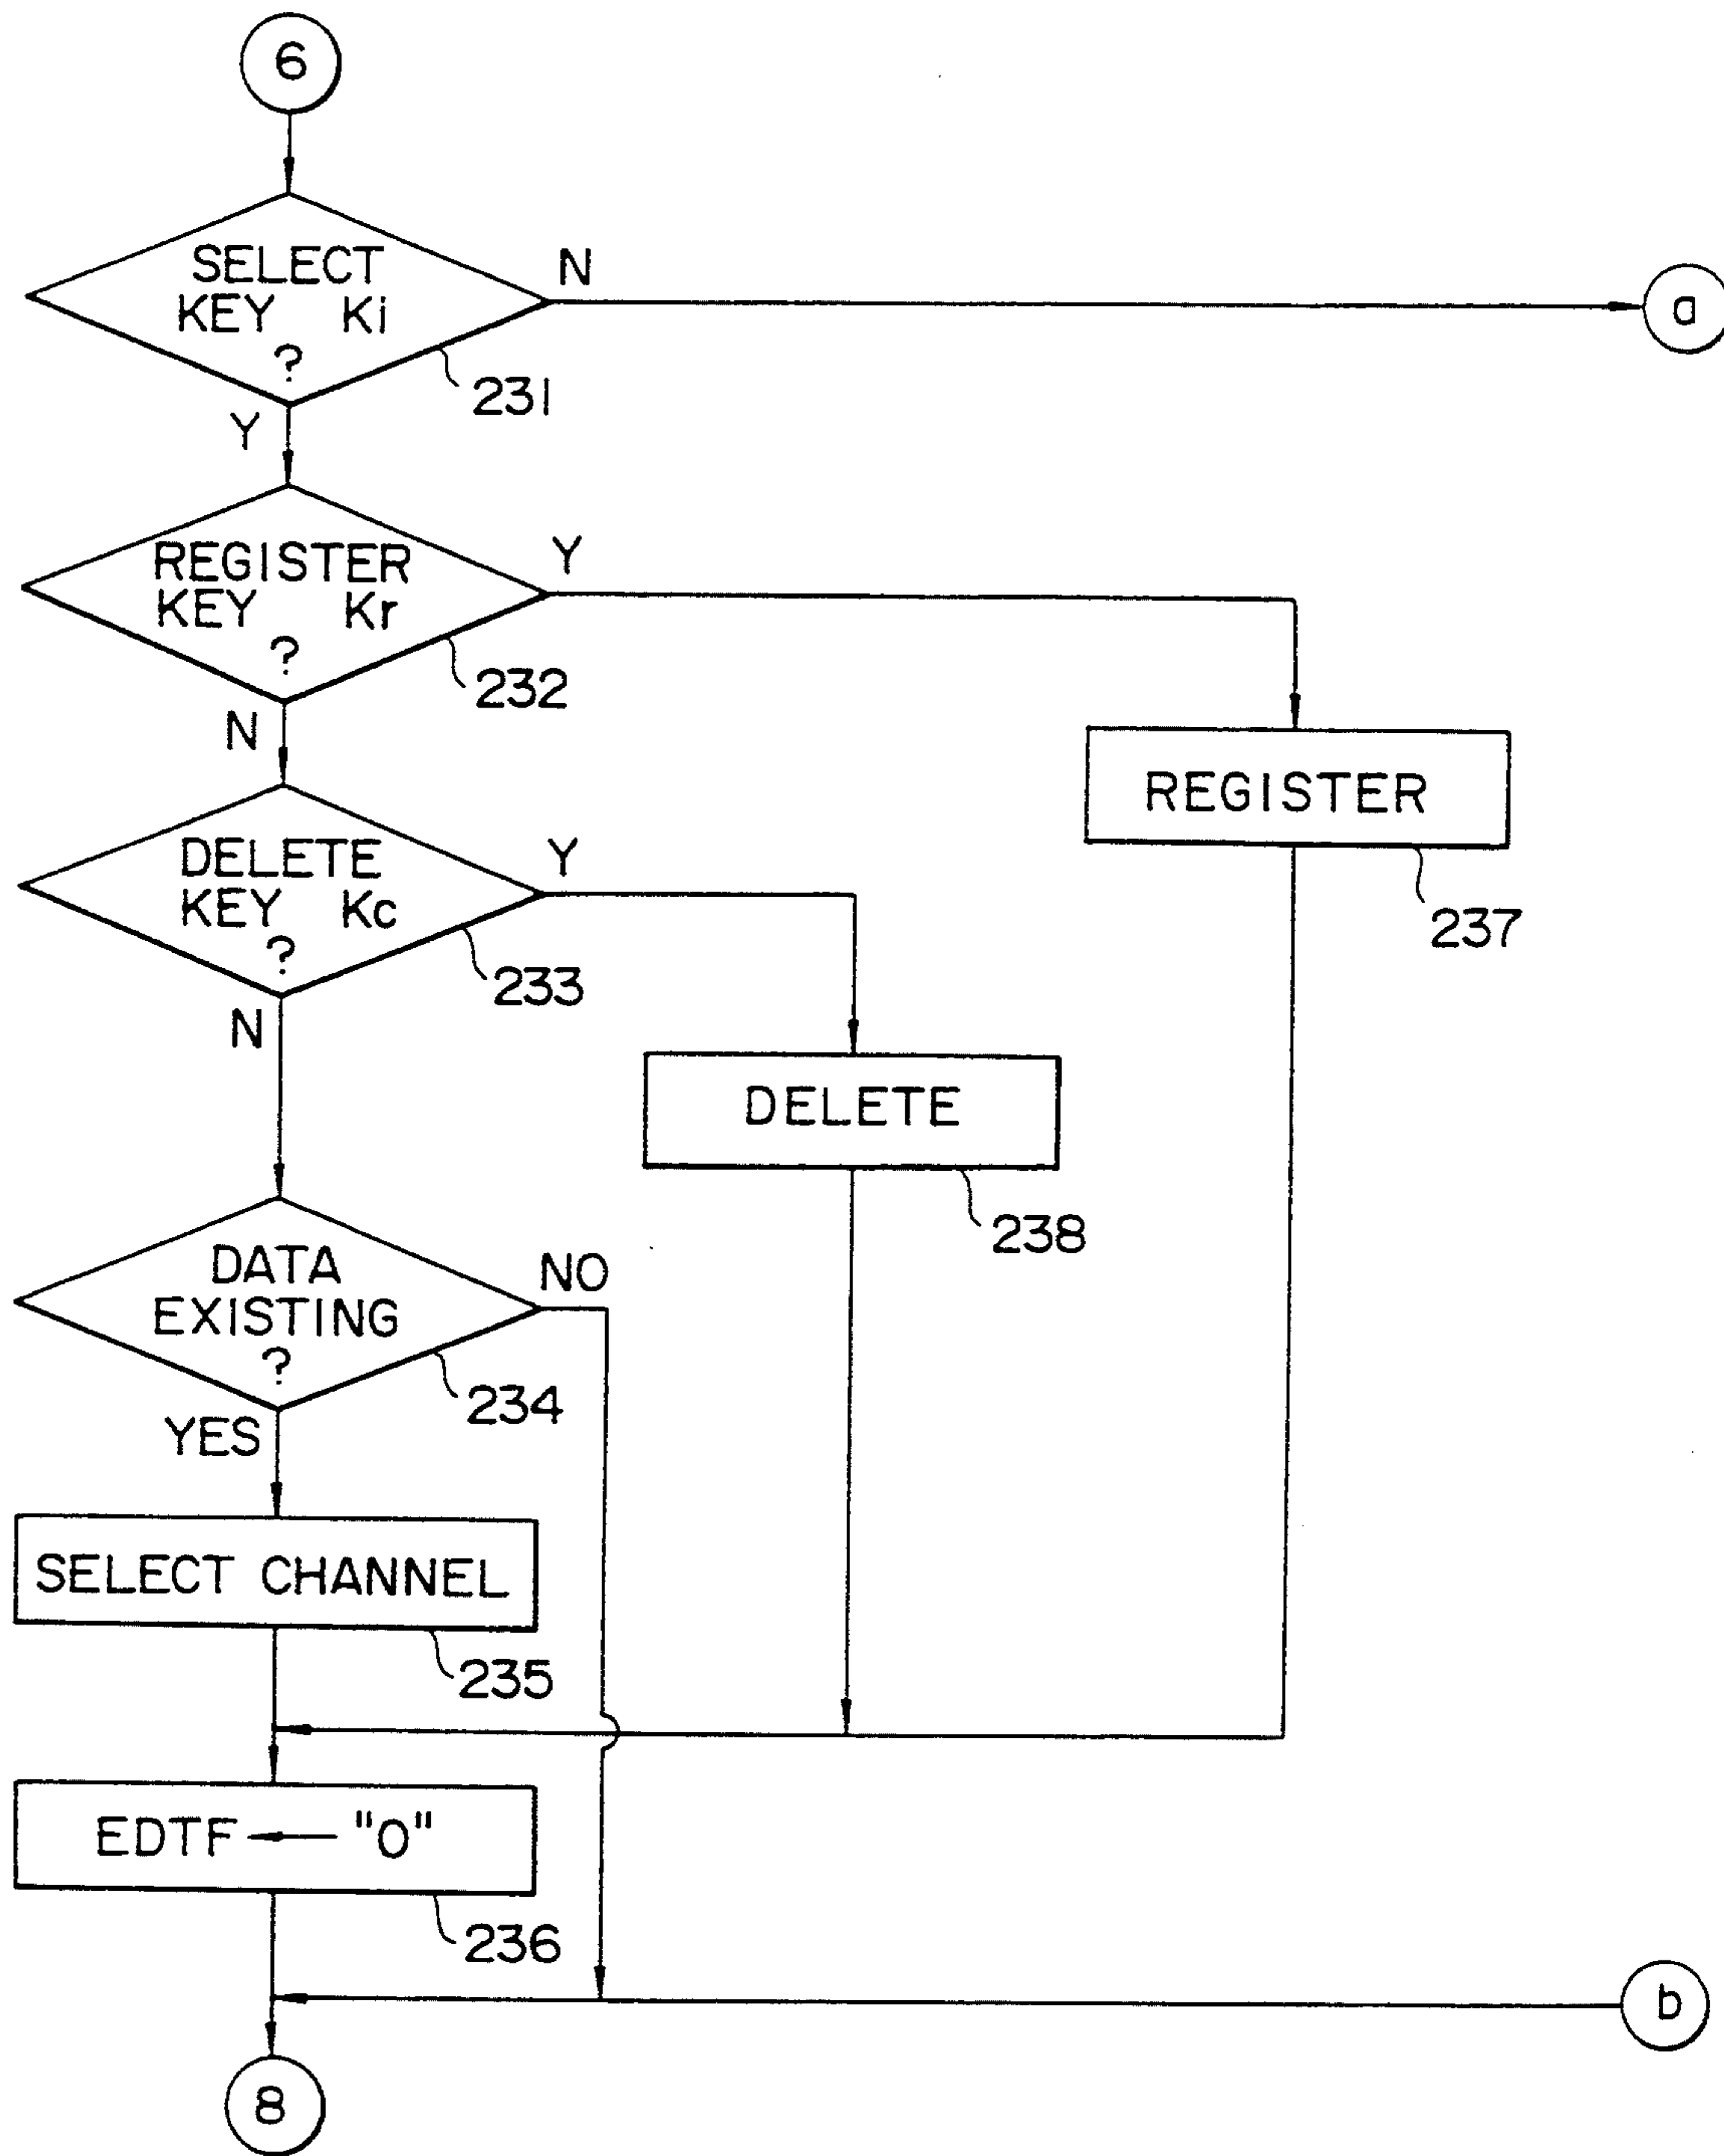 6
SELECT
KEY Ki
?
N
a
231
Y
REGISTER
KEY Kr
?
Y
232
N
REGISTER
237
DELETE
KEY Kc
?
Y
233
N
DELETE
238
DATA
EXISTING
?
NO
234
YES
SELECT CHANNEL
235
EDTF ← "0"
236
b
8